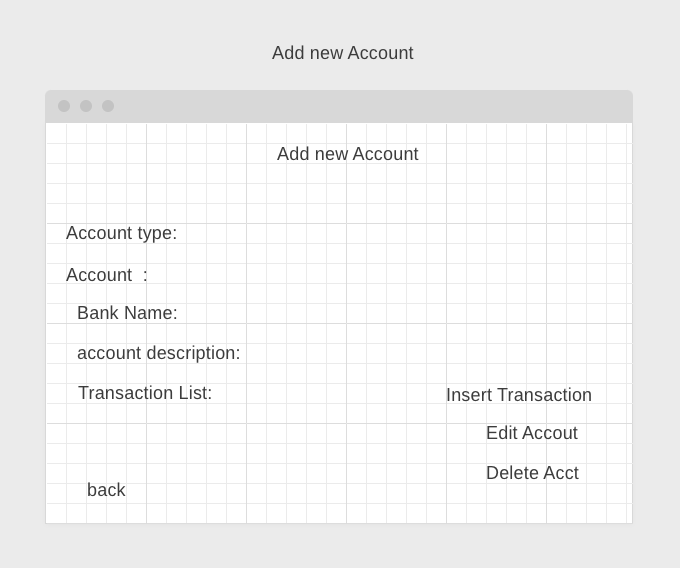 Add new Account
Add new Account
Account type:
Account  :
Bank Name:
account description:
Transaction List:
Insert Transaction
Edit Accout
Delete Acct
back